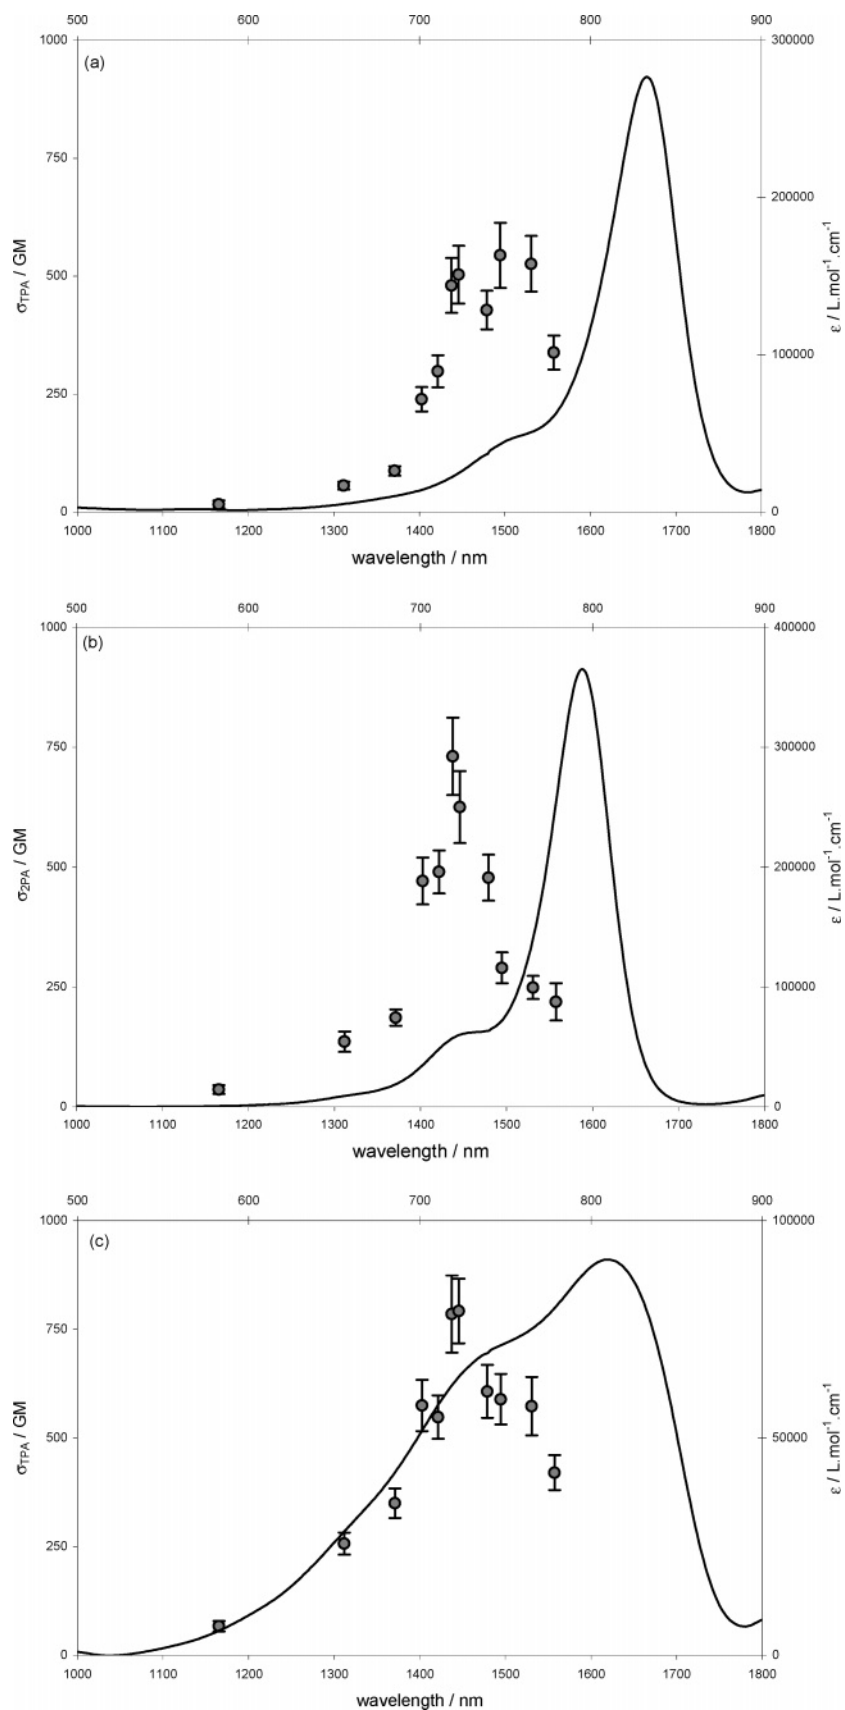 500 600 700 800 900
1000 300000
(a)
750
200000
σTPA / GM
500
ε / L.mol⁻¹.cm⁻¹
100000
250
0 0
1000 1100 1200 1300 1400 1500 1600 1700 1800
wavelength / nm
500 600 700 800 900
1000 400000
(b)
750 300000
σ2PA / GM
500 200000
ε / L.mol⁻¹.cm⁻¹
250 100000
0 0
1000 1100 1200 1300 1400 1500 1600 1700 1800
wavelength / nm
500 600 700 800 900
1000 100000
(c)
750
σTPA / GM
500 50000
ε / L.mol⁻¹.cm⁻¹
250
0 0
1000 1100 1200 1300 1400 1500 1600 1700 1800
wavelength / nm